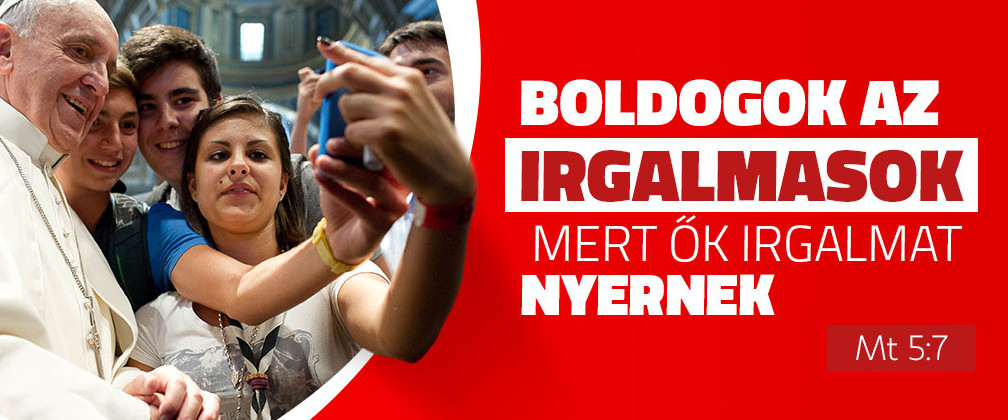 BOLDOGOK AZ
IRGALMASOK
MERT ŐK IRGALMAT
NYERNEK
Mt 5:7